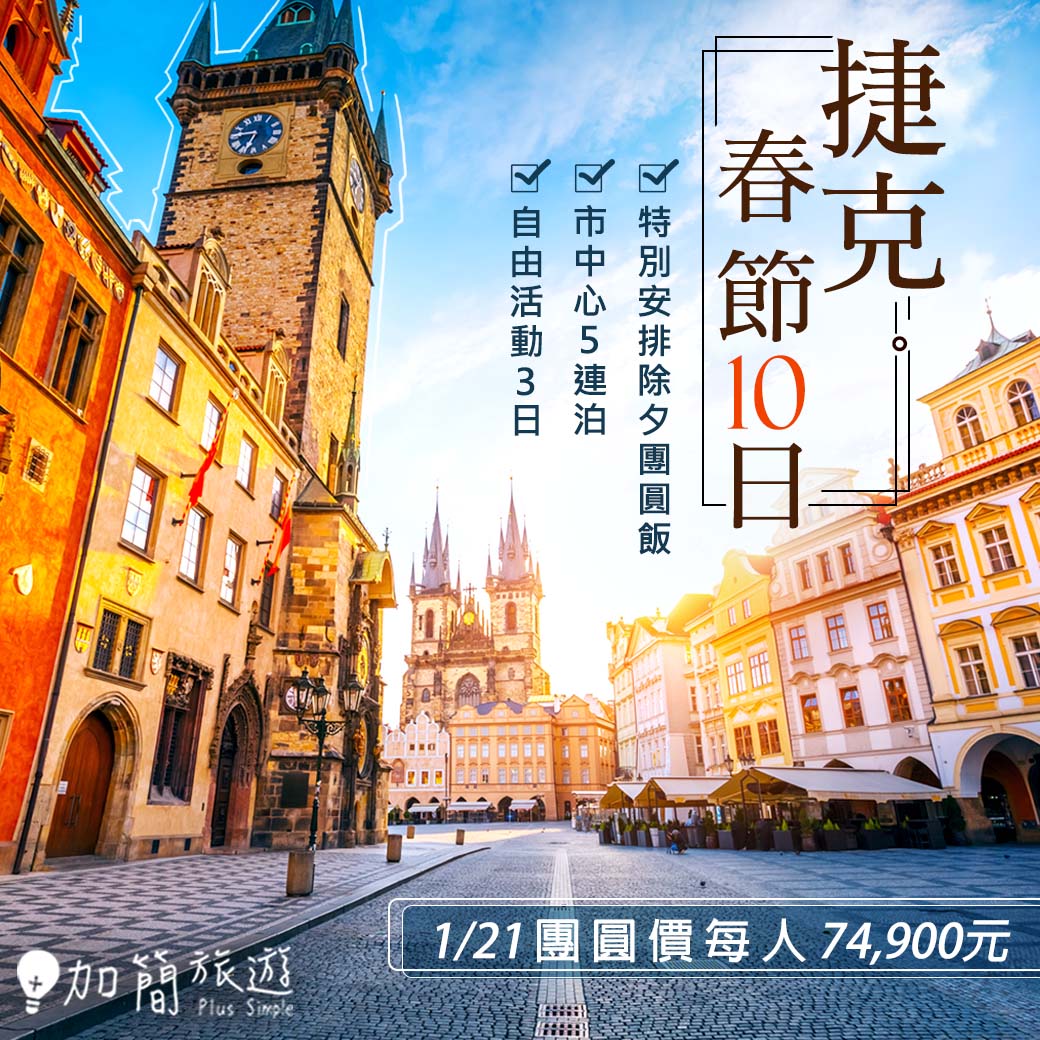 捷克
春節10日
特別安排除夕團圓飯
市中心5連泊
自由活動3日
1/21團圓價每人74,900元
加簡旅遊
Plus Simple